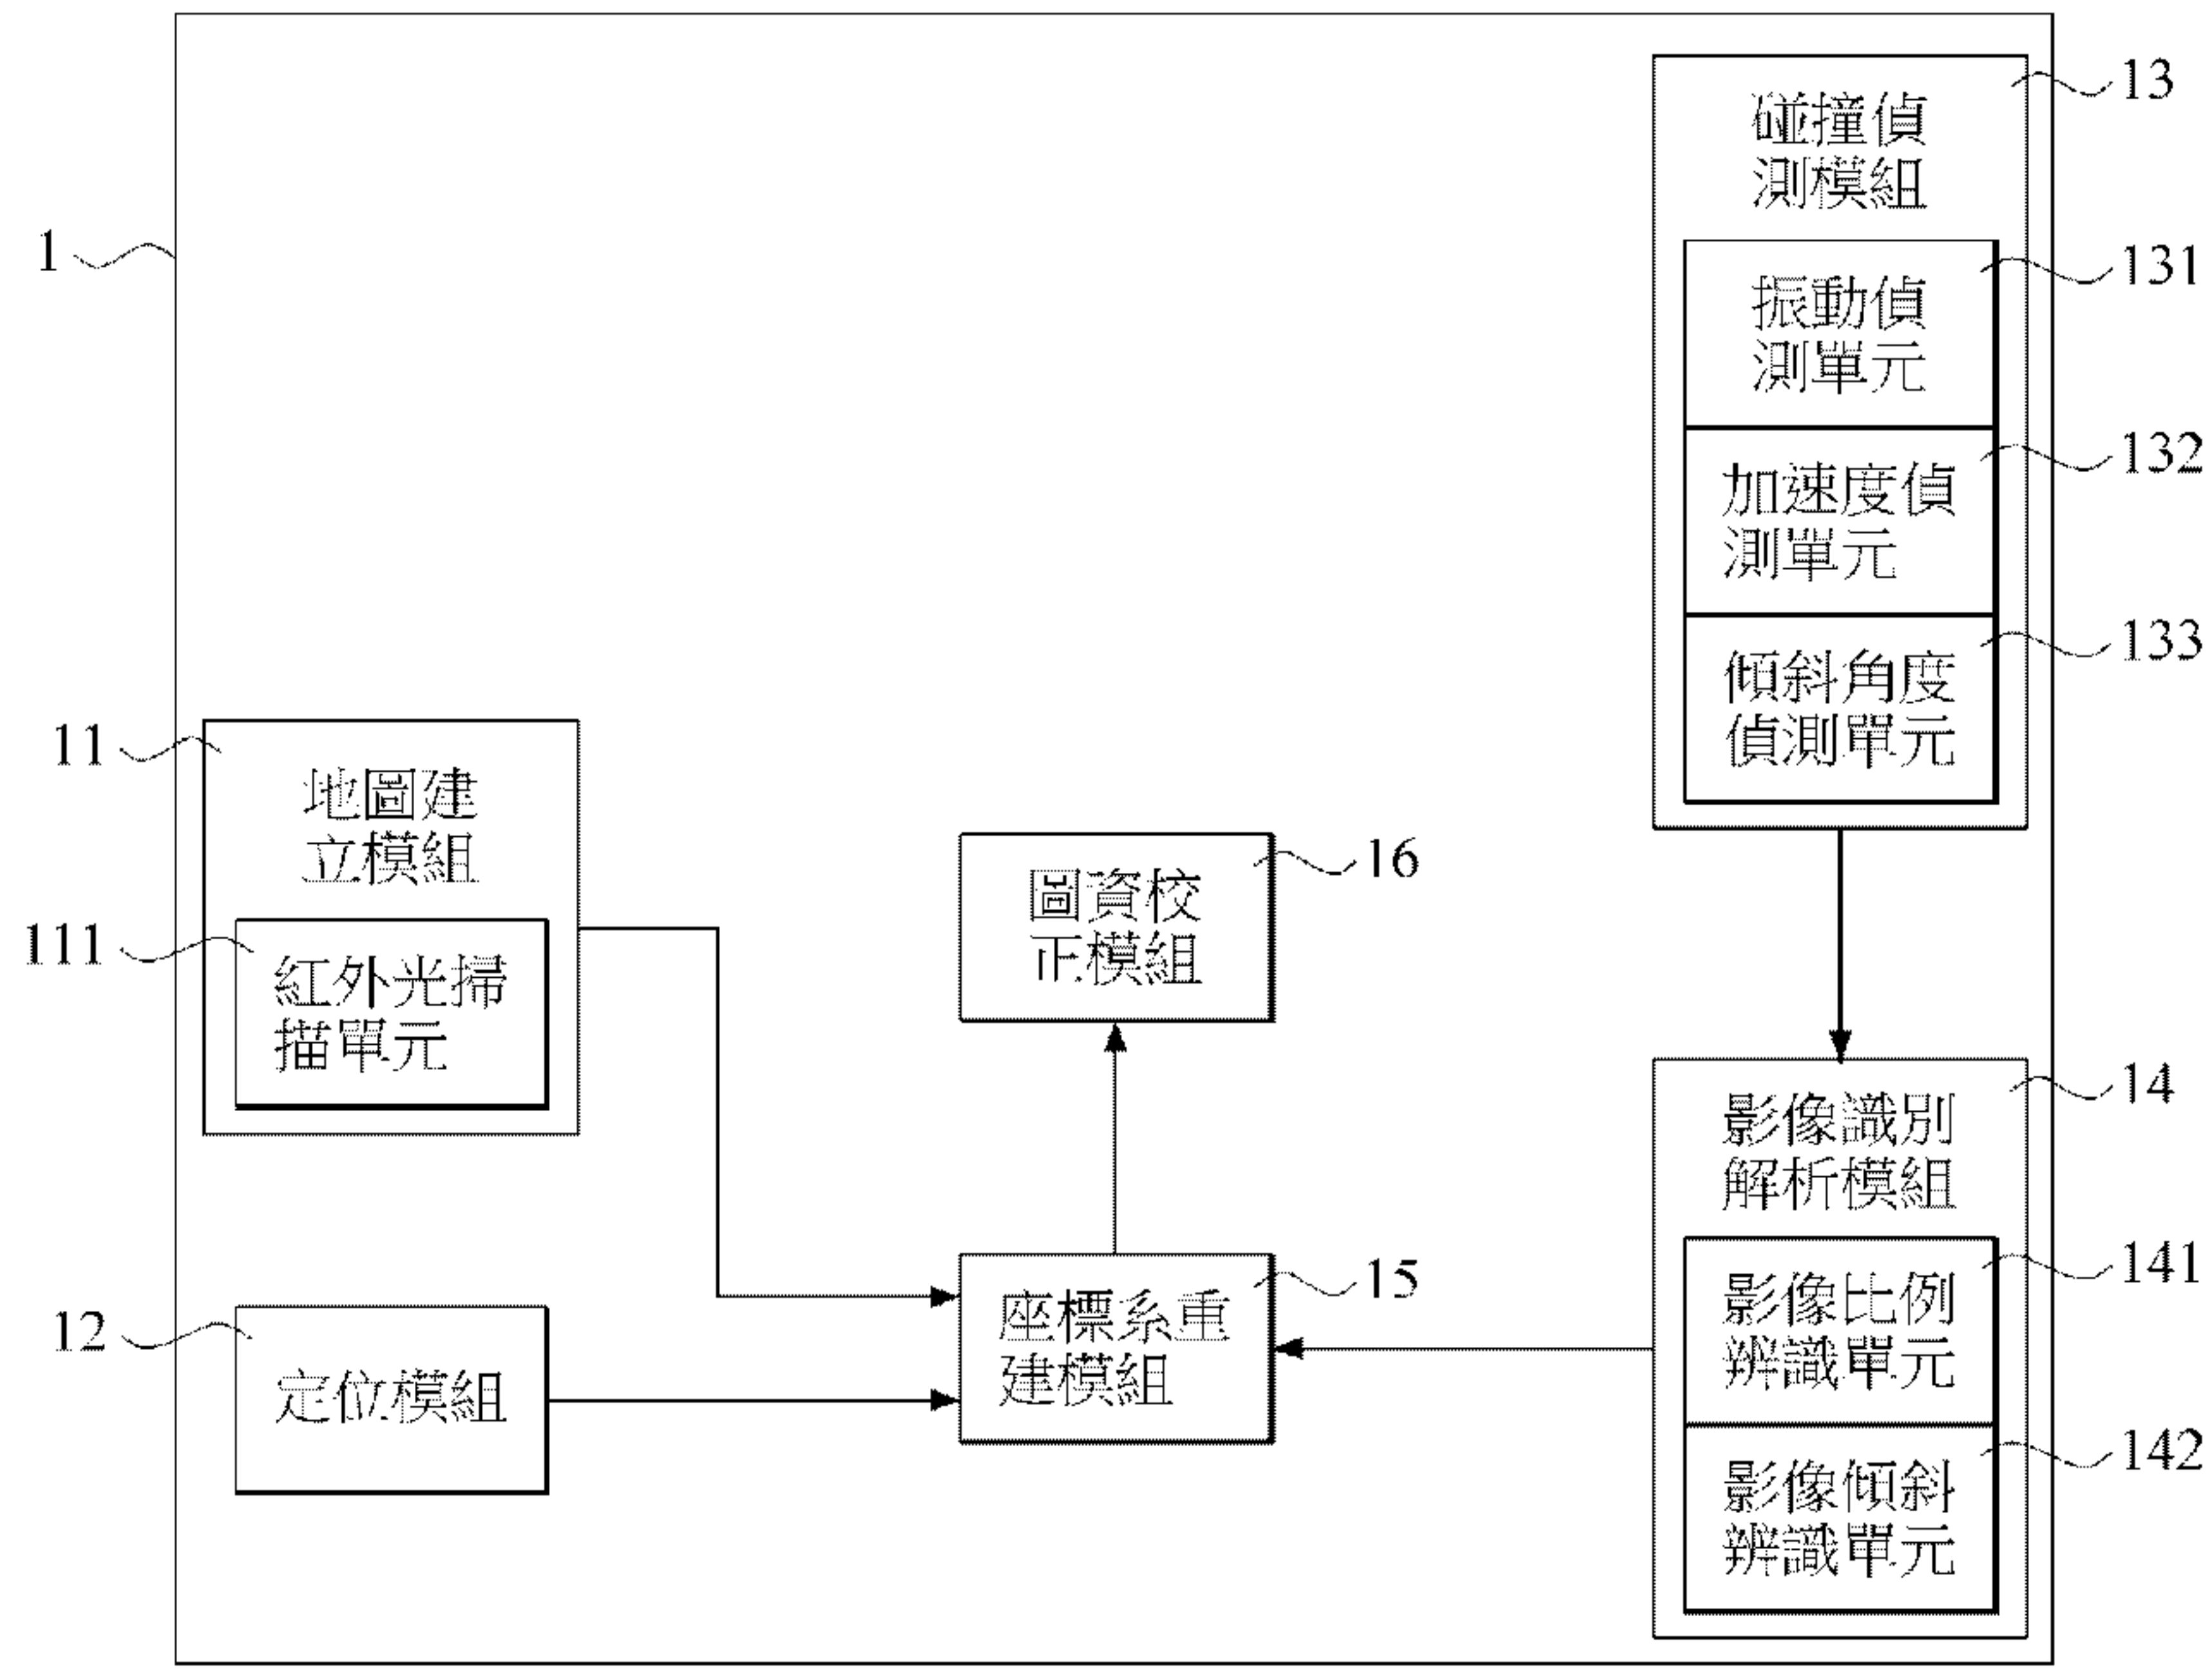 1
13
碰撞偵
測模組
131
振動偵
測單元
132
加速度偵
測單元
133
傾斜角度
偵測單元
11
地圖建
立模組
111
紅外光掃
描單元
16
圖資校
正模組
14
影像識別
解析模組
141
影像比例
辨識單元
142
影像傾斜
辨識單元
12
定位模組
15
座標系重
建模組